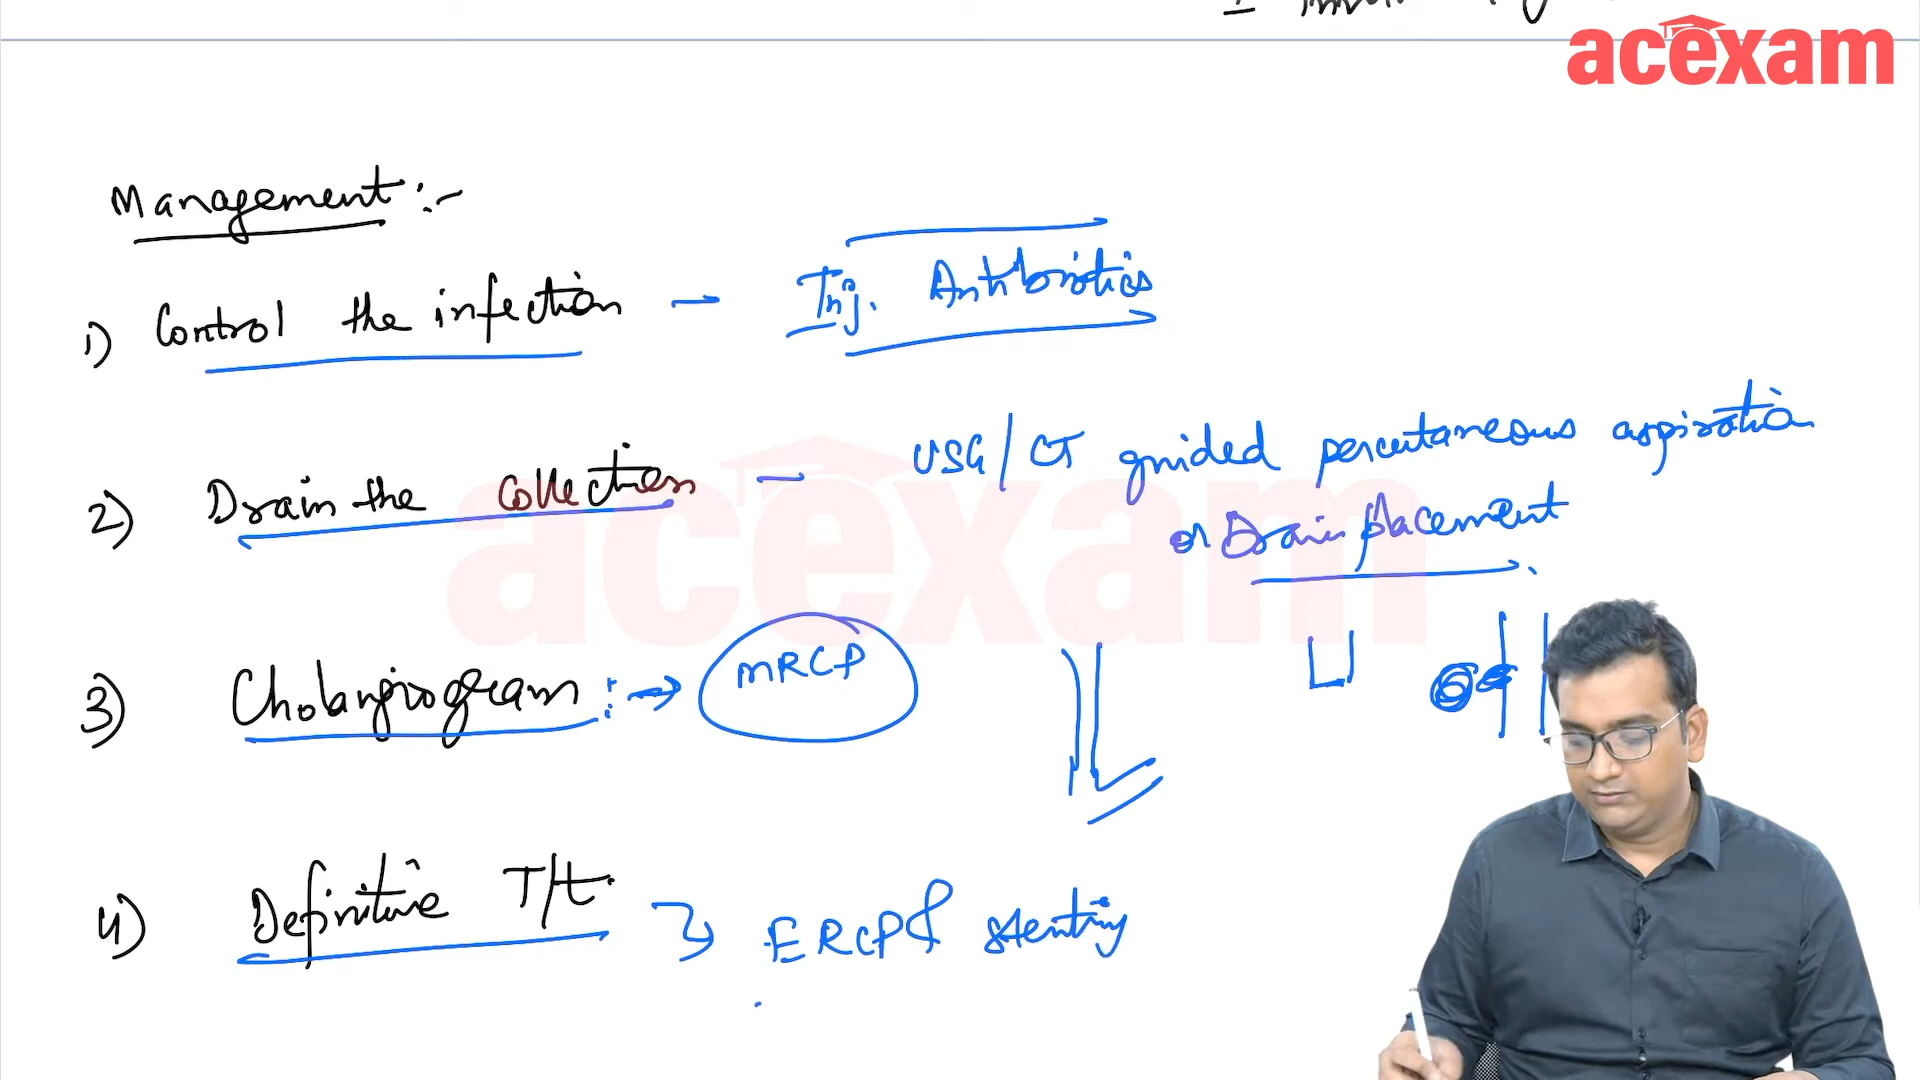 acexam
Management :-
1) Control the infection - Inj. Antibiotics
2) Drain the collection - USG/CT guided percutaneous aspiration
or Drain placement
acexam
3) Cholangiogram : → MRCP
4) Definitive T/t. → ERCP & stenting